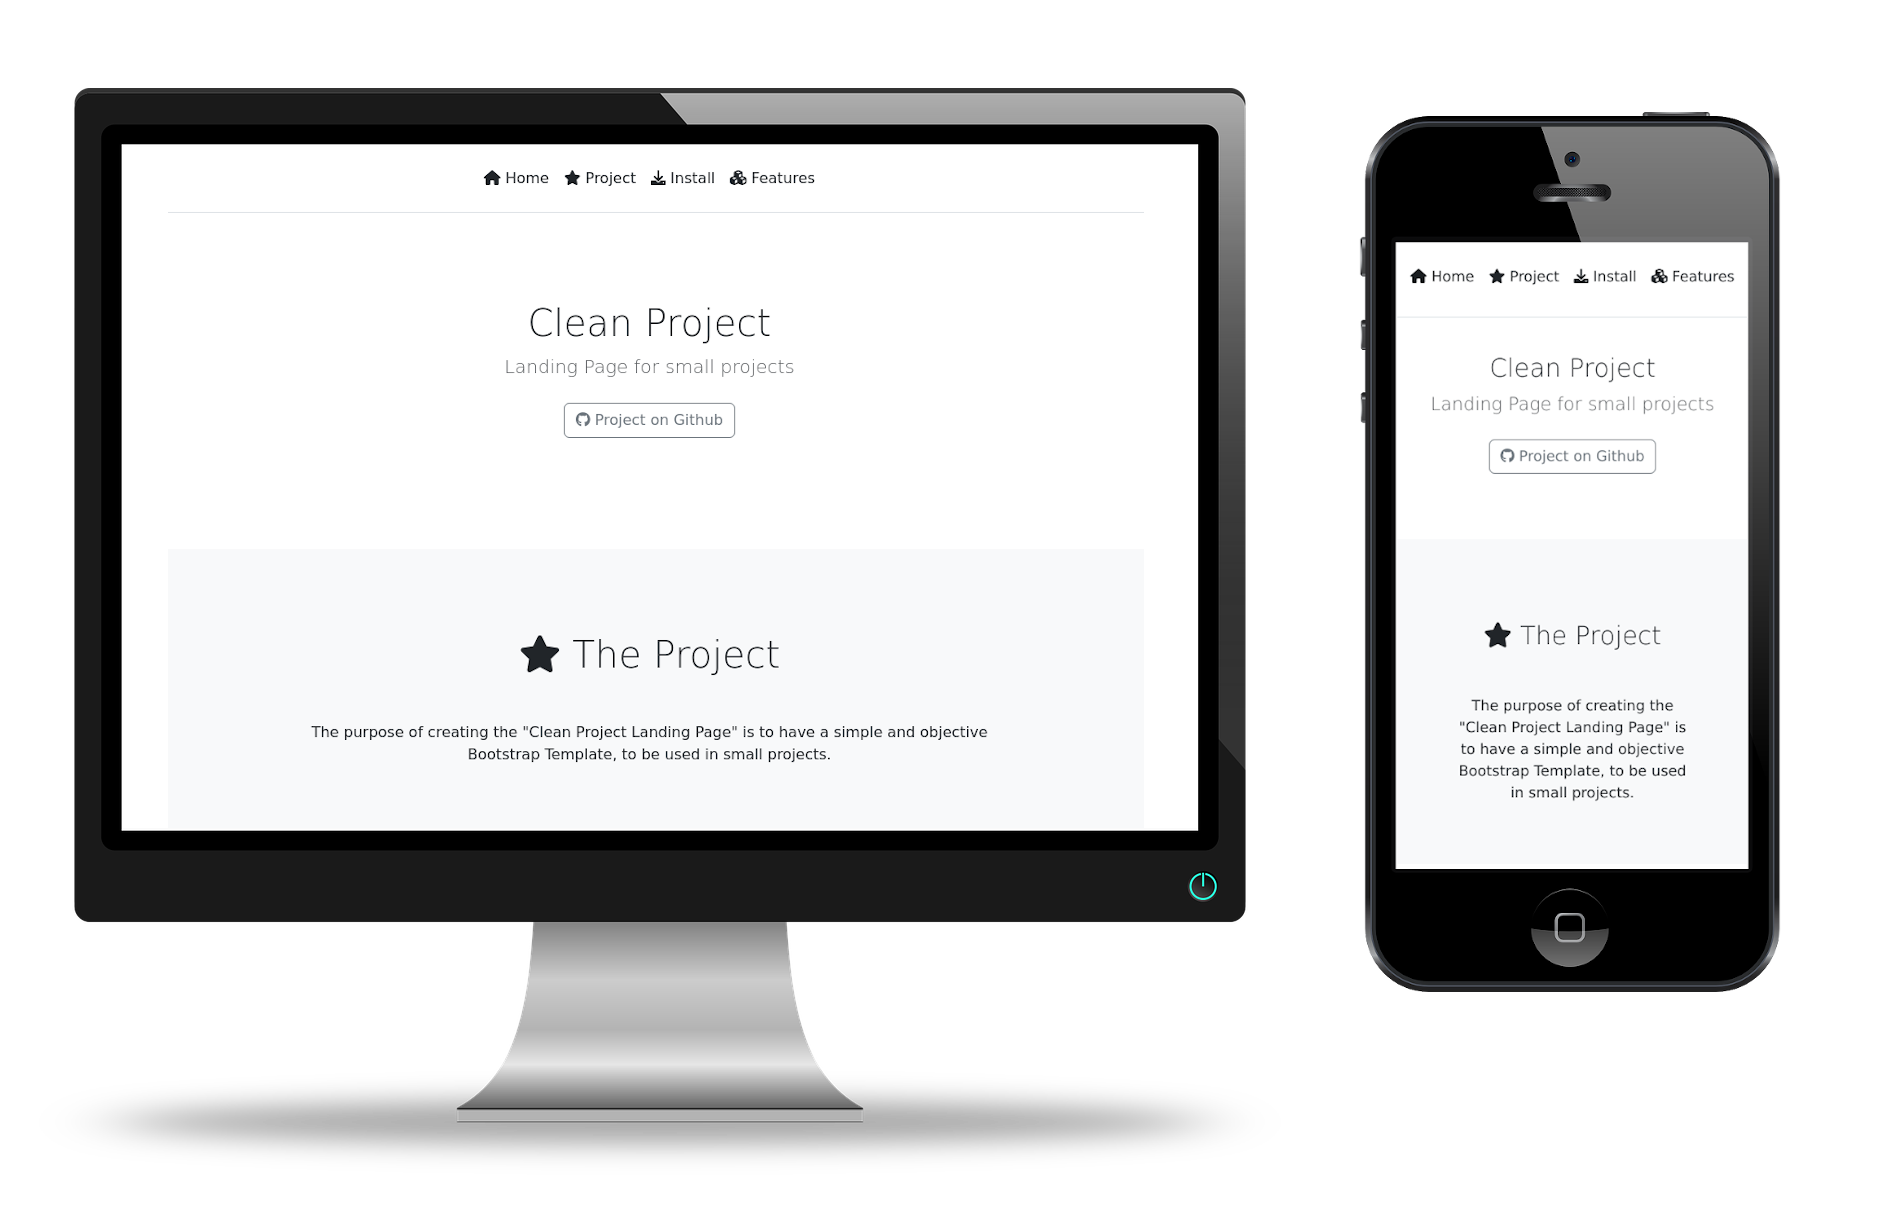 Home Project Install Features
Clean Project
Landing Page for small projects
Project on Github
The Project
The purpose of creating the "Clean Project Landing Page" is to have a simple and objective
Bootstrap Template, to be used in small projects.
Home Project Install Features
Clean Project
Landing Page for small projects
Project on Github
The Project
The purpose of creating the
"Clean Project Landing Page" is
to have a simple and objective
Bootstrap Template, to be used
in small projects.